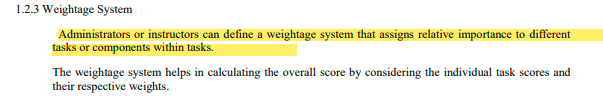 1.2.3 Weightage System
Administrators or instructors can define a weightage system that assigns relative importance to different
tasks or components within tasks.
The weightage system helps in calculating the overall score by considering the individual task scores and
their respective weights.